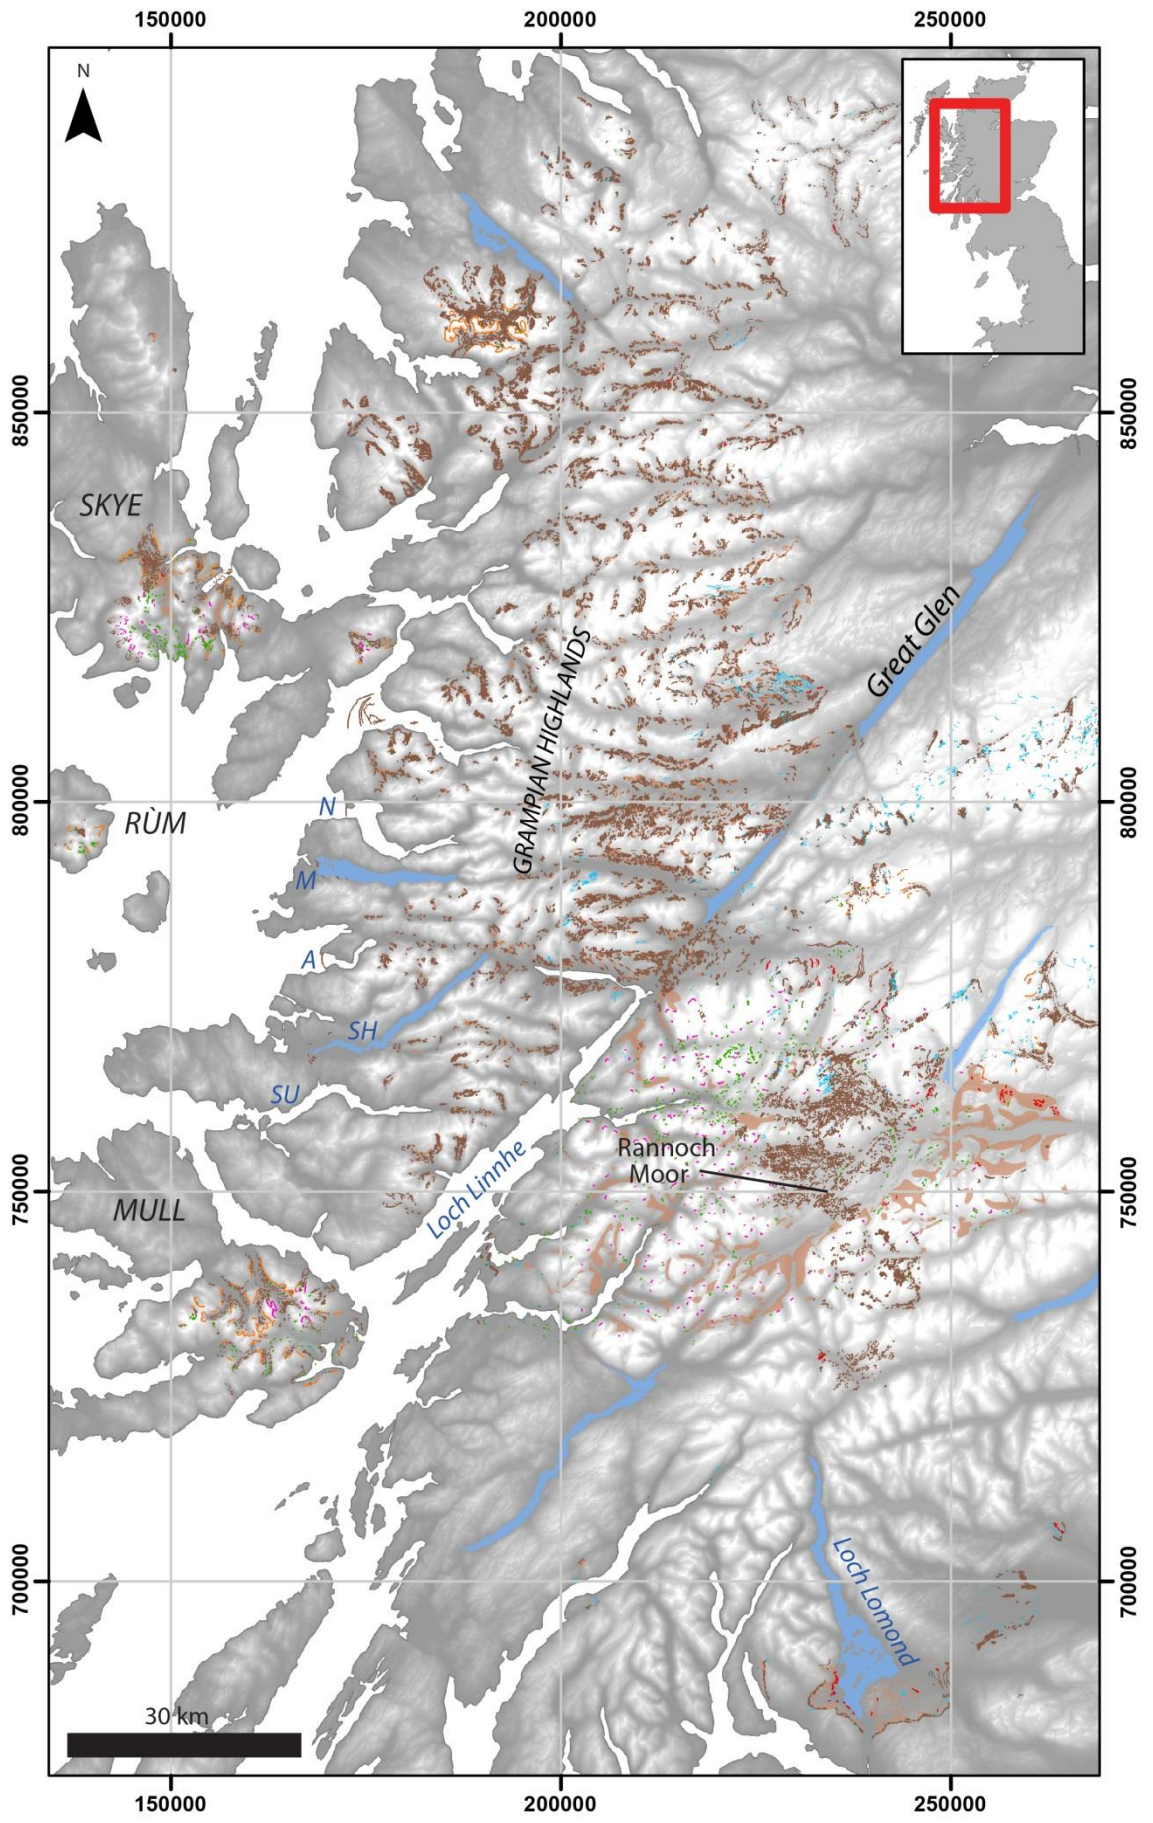 150000
200000
250000
N
850000
850000
SKYE
Great Glen
GRAMPIAN HIGHLANDS
800000
800000
N
RÙM
M
A
SH
SU
Rannoch
Moor
Loch Linnhe
750000
750000
MULL
Loch Lomond
700000
700000
30 km
150000
200000
250000